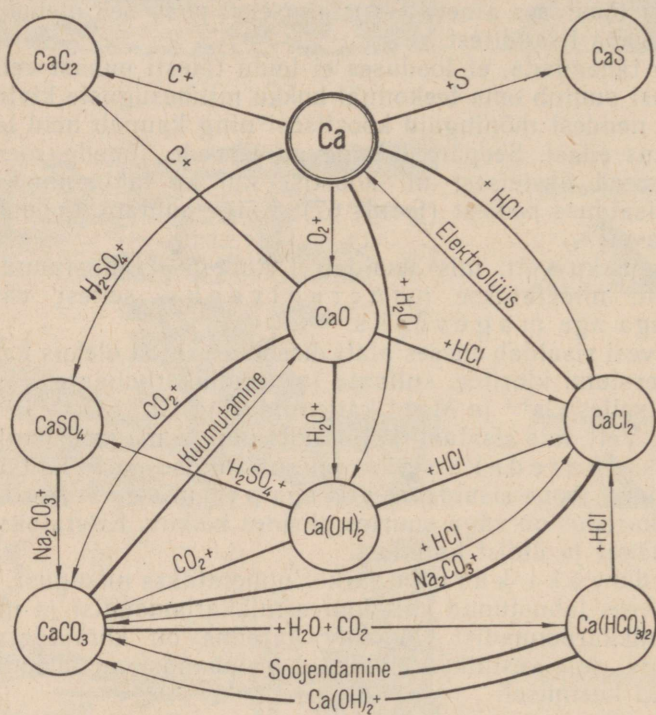 CaC₂
C+
+S
CaS
Ca
C+
+HCl
H₂SO₄+
O₂+
+H₂O
Elektrolüüs
CaO
+HCl
CO₂+
Kuumutamine
H₂O+
CaSO₄
CaCl₂
H₂SO₄+
+HCl
Na₂CO₃+
Ca(OH)₂
CO₂+
+HCl
Na₂CO₃+
+HCl
CaCO₃
+H₂O+CO₂
Ca(HCO₃)₂
Soojendamine
Ca(OH)₂+